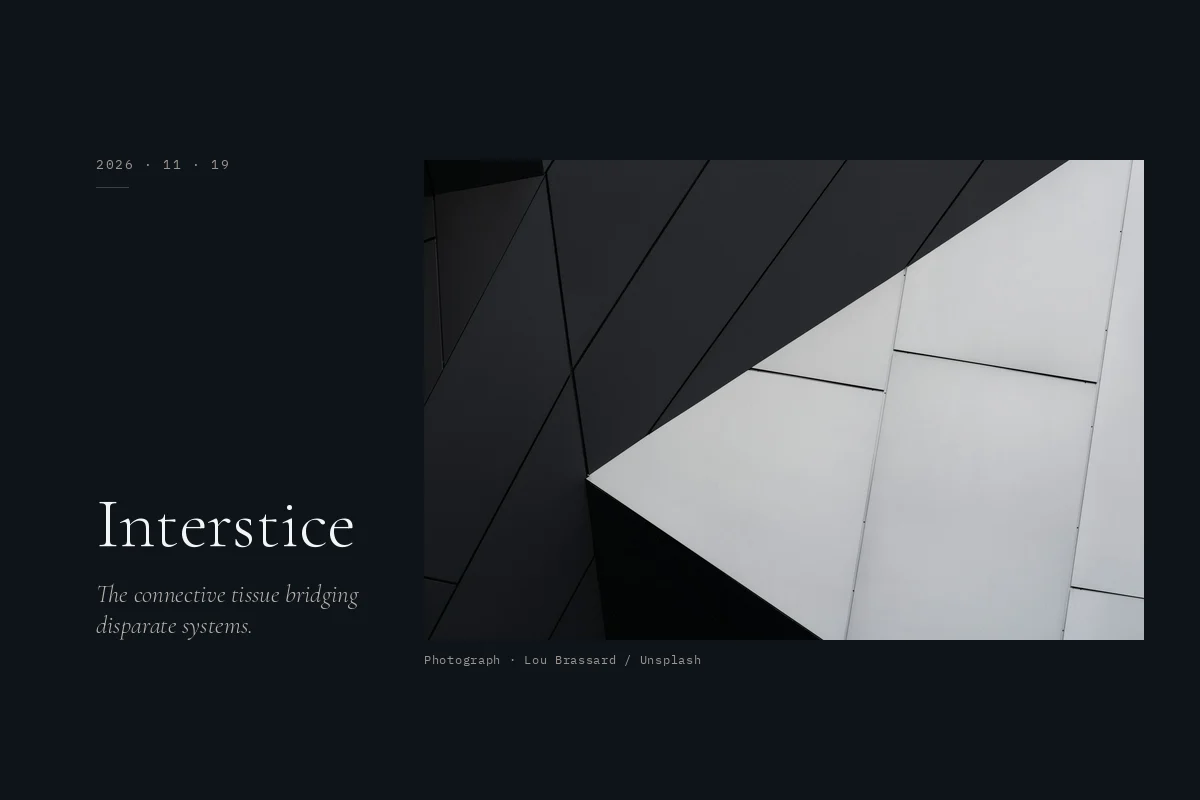 2026 · 11 · 19
Interstice
The connective tissue bridging
disparate systems.
Photograph · Lou Brassard / Unsplash